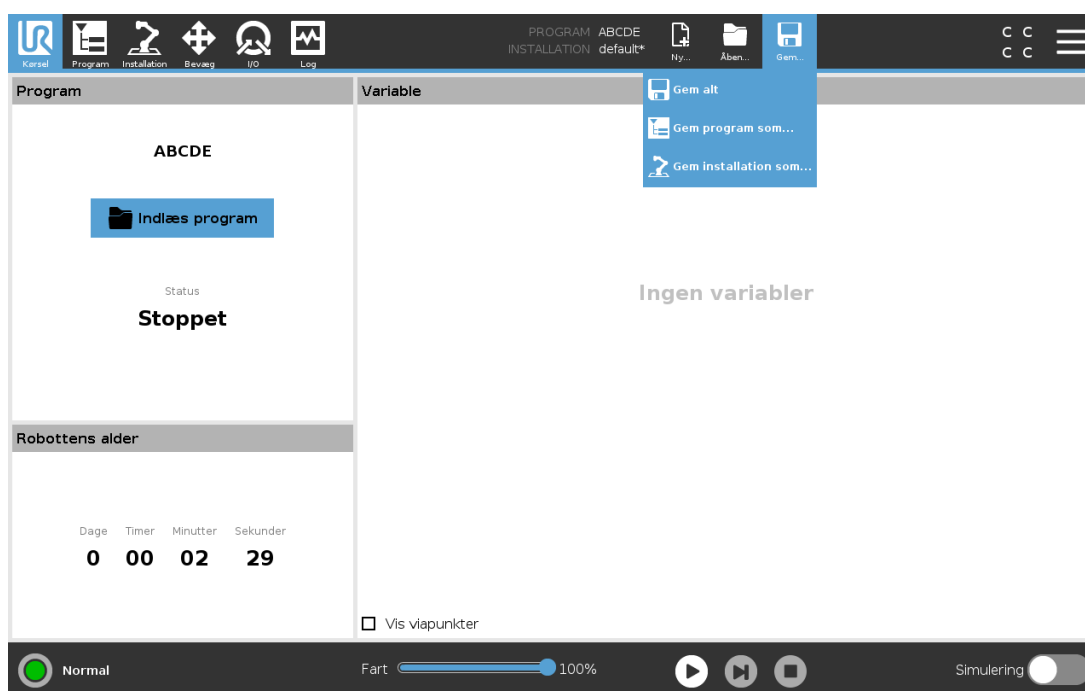 UR
PROGRAM ABCDE
INSTALLATION default*
Kørsel Program Installation Bevæg I/O Log Ny... Åben... Gem...
C C
C C
Program
Variable
Gem alt
Gem program som...
Gem installation som...
ABCDE
Indlæs program
Status
Stoppet
Ingen variabler
Robottens alder
Dage Timer Minutter Sekunder
0 00 02 29
Vis viapunkter
Normal
Fart 100%
Simulering